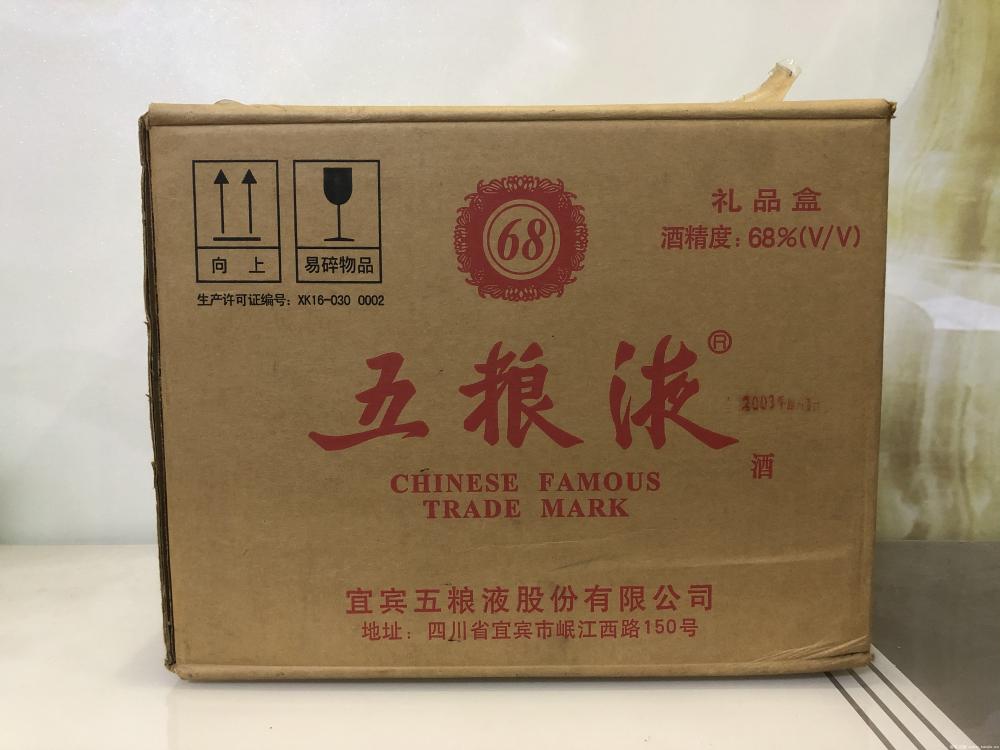 向 上
易碎物品
生产许可证编号: XK16-030 0002
68
礼品盒
酒精度: 68%(V/V)
五粮液®
酒
CHINESE FAMOUS
TRADE MARK
宜宾五粮液股份有限公司
地址: 四川省宜宾市岷江西路150号